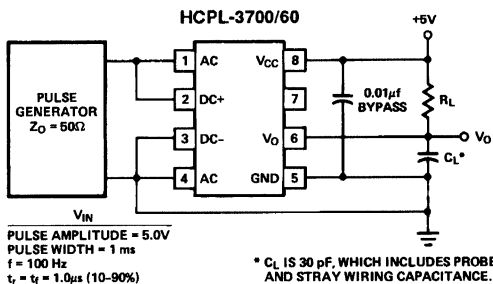 HCPL-3700/60
+5V
PULSE
GENERATOR
Z₀ = 50Ω
1 AC
2 DC+
3 DC–
4 AC
VCC 8
7
VO 6
GND 5
0.01µf
BYPASS
RL
VO
CL*
VIN
PULSE AMPLITUDE = 5.0V
PULSE WIDTH = 1 ms
f = 100 Hz
tr = tf = 1.0µs (10–90%)
* CL IS 30 pF, WHICH INCLUDES PROBE
AND STRAY WIRING CAPACITANCE.